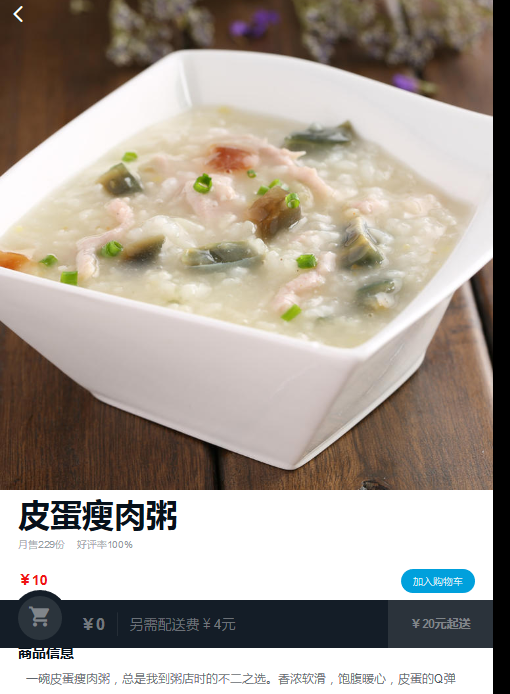 皮蛋瘦肉粥
月售229份 好评率100%
￥10
加入购物车
￥0 另需配送费￥4元 ￥20元起送
商品信息
一碗皮蛋瘦肉粥，总是我到粥店时的不二之选。香浓软滑，饱腹暖心，皮蛋的Q弹